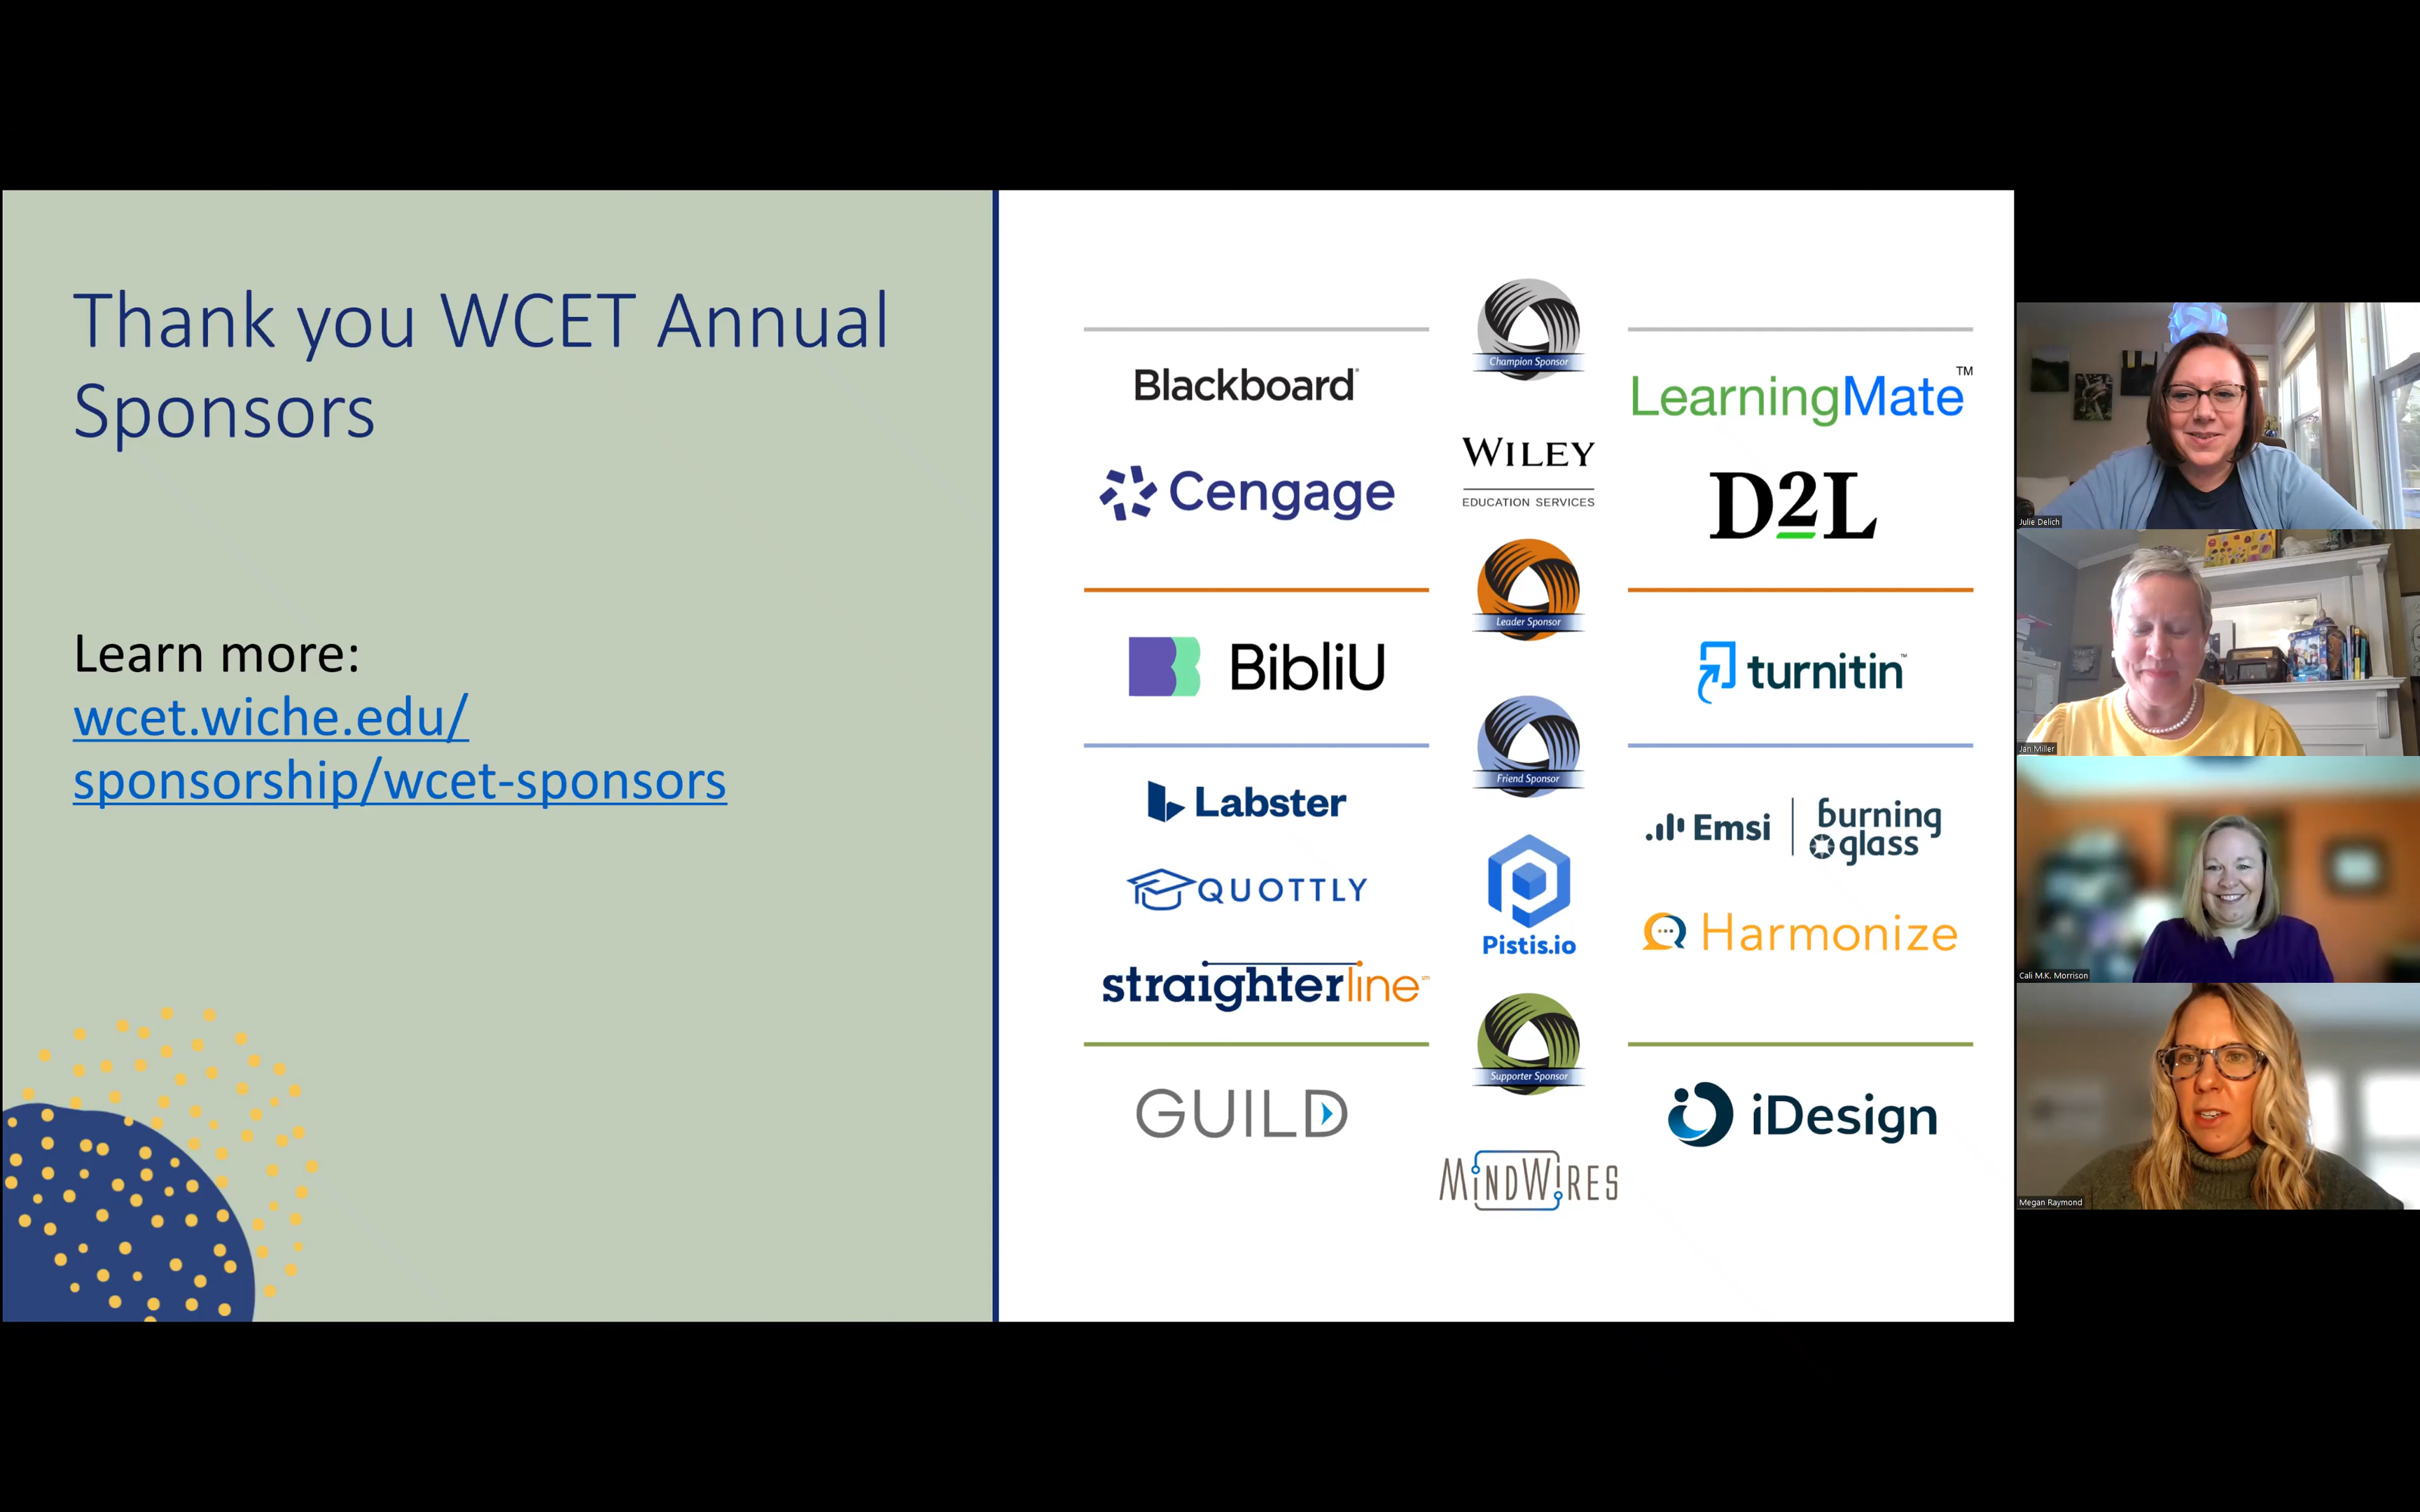 Thank you WCET Annual
Sponsors
Learn more:
wcet.wiche.edu/
sponsorship/wcet-sponsors
Champion Sponsor
Blackboard
LearningMate™
WILEY
EDUCATION SERVICES
Cengage
D2L
Leader Sponsor
BibliU
turnitin™
Friend Sponsor
Labster
Emsi | burning
glass
QUOTTLY
Pistis.io
Harmonize
straighterline
Supporter Sponsor
GUILD
iDesign
MINDWIRES
Julie Delich
Jan Miller
Cali M.K. Morrison
Megan Raymond